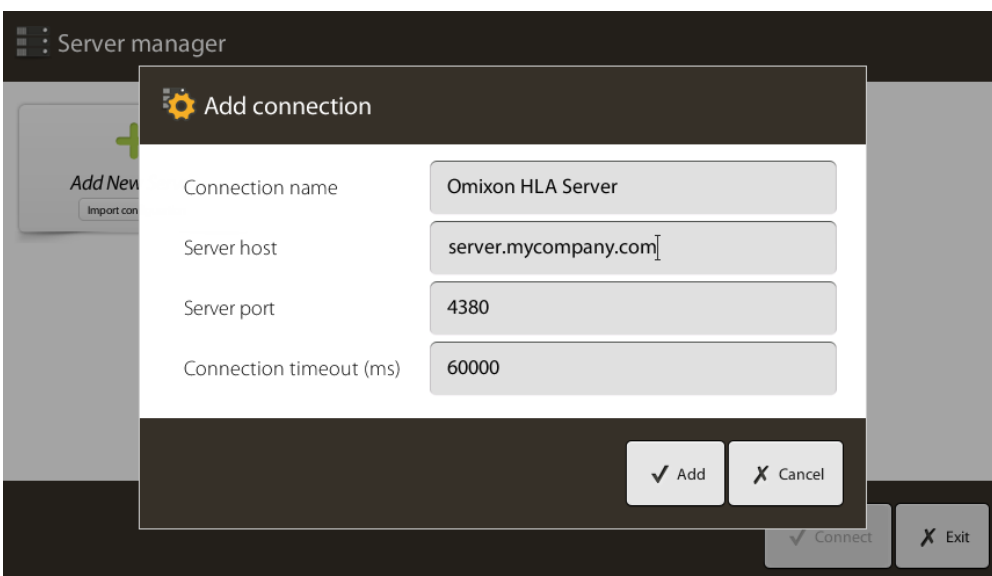 Server manager
Add connection
Add New
Import con
Connection name
Omixon HLA Server
Server host
server.mycompany.com
Server port
4380
Connection timeout (ms)
60000
Add
Cancel
Connect
Exit